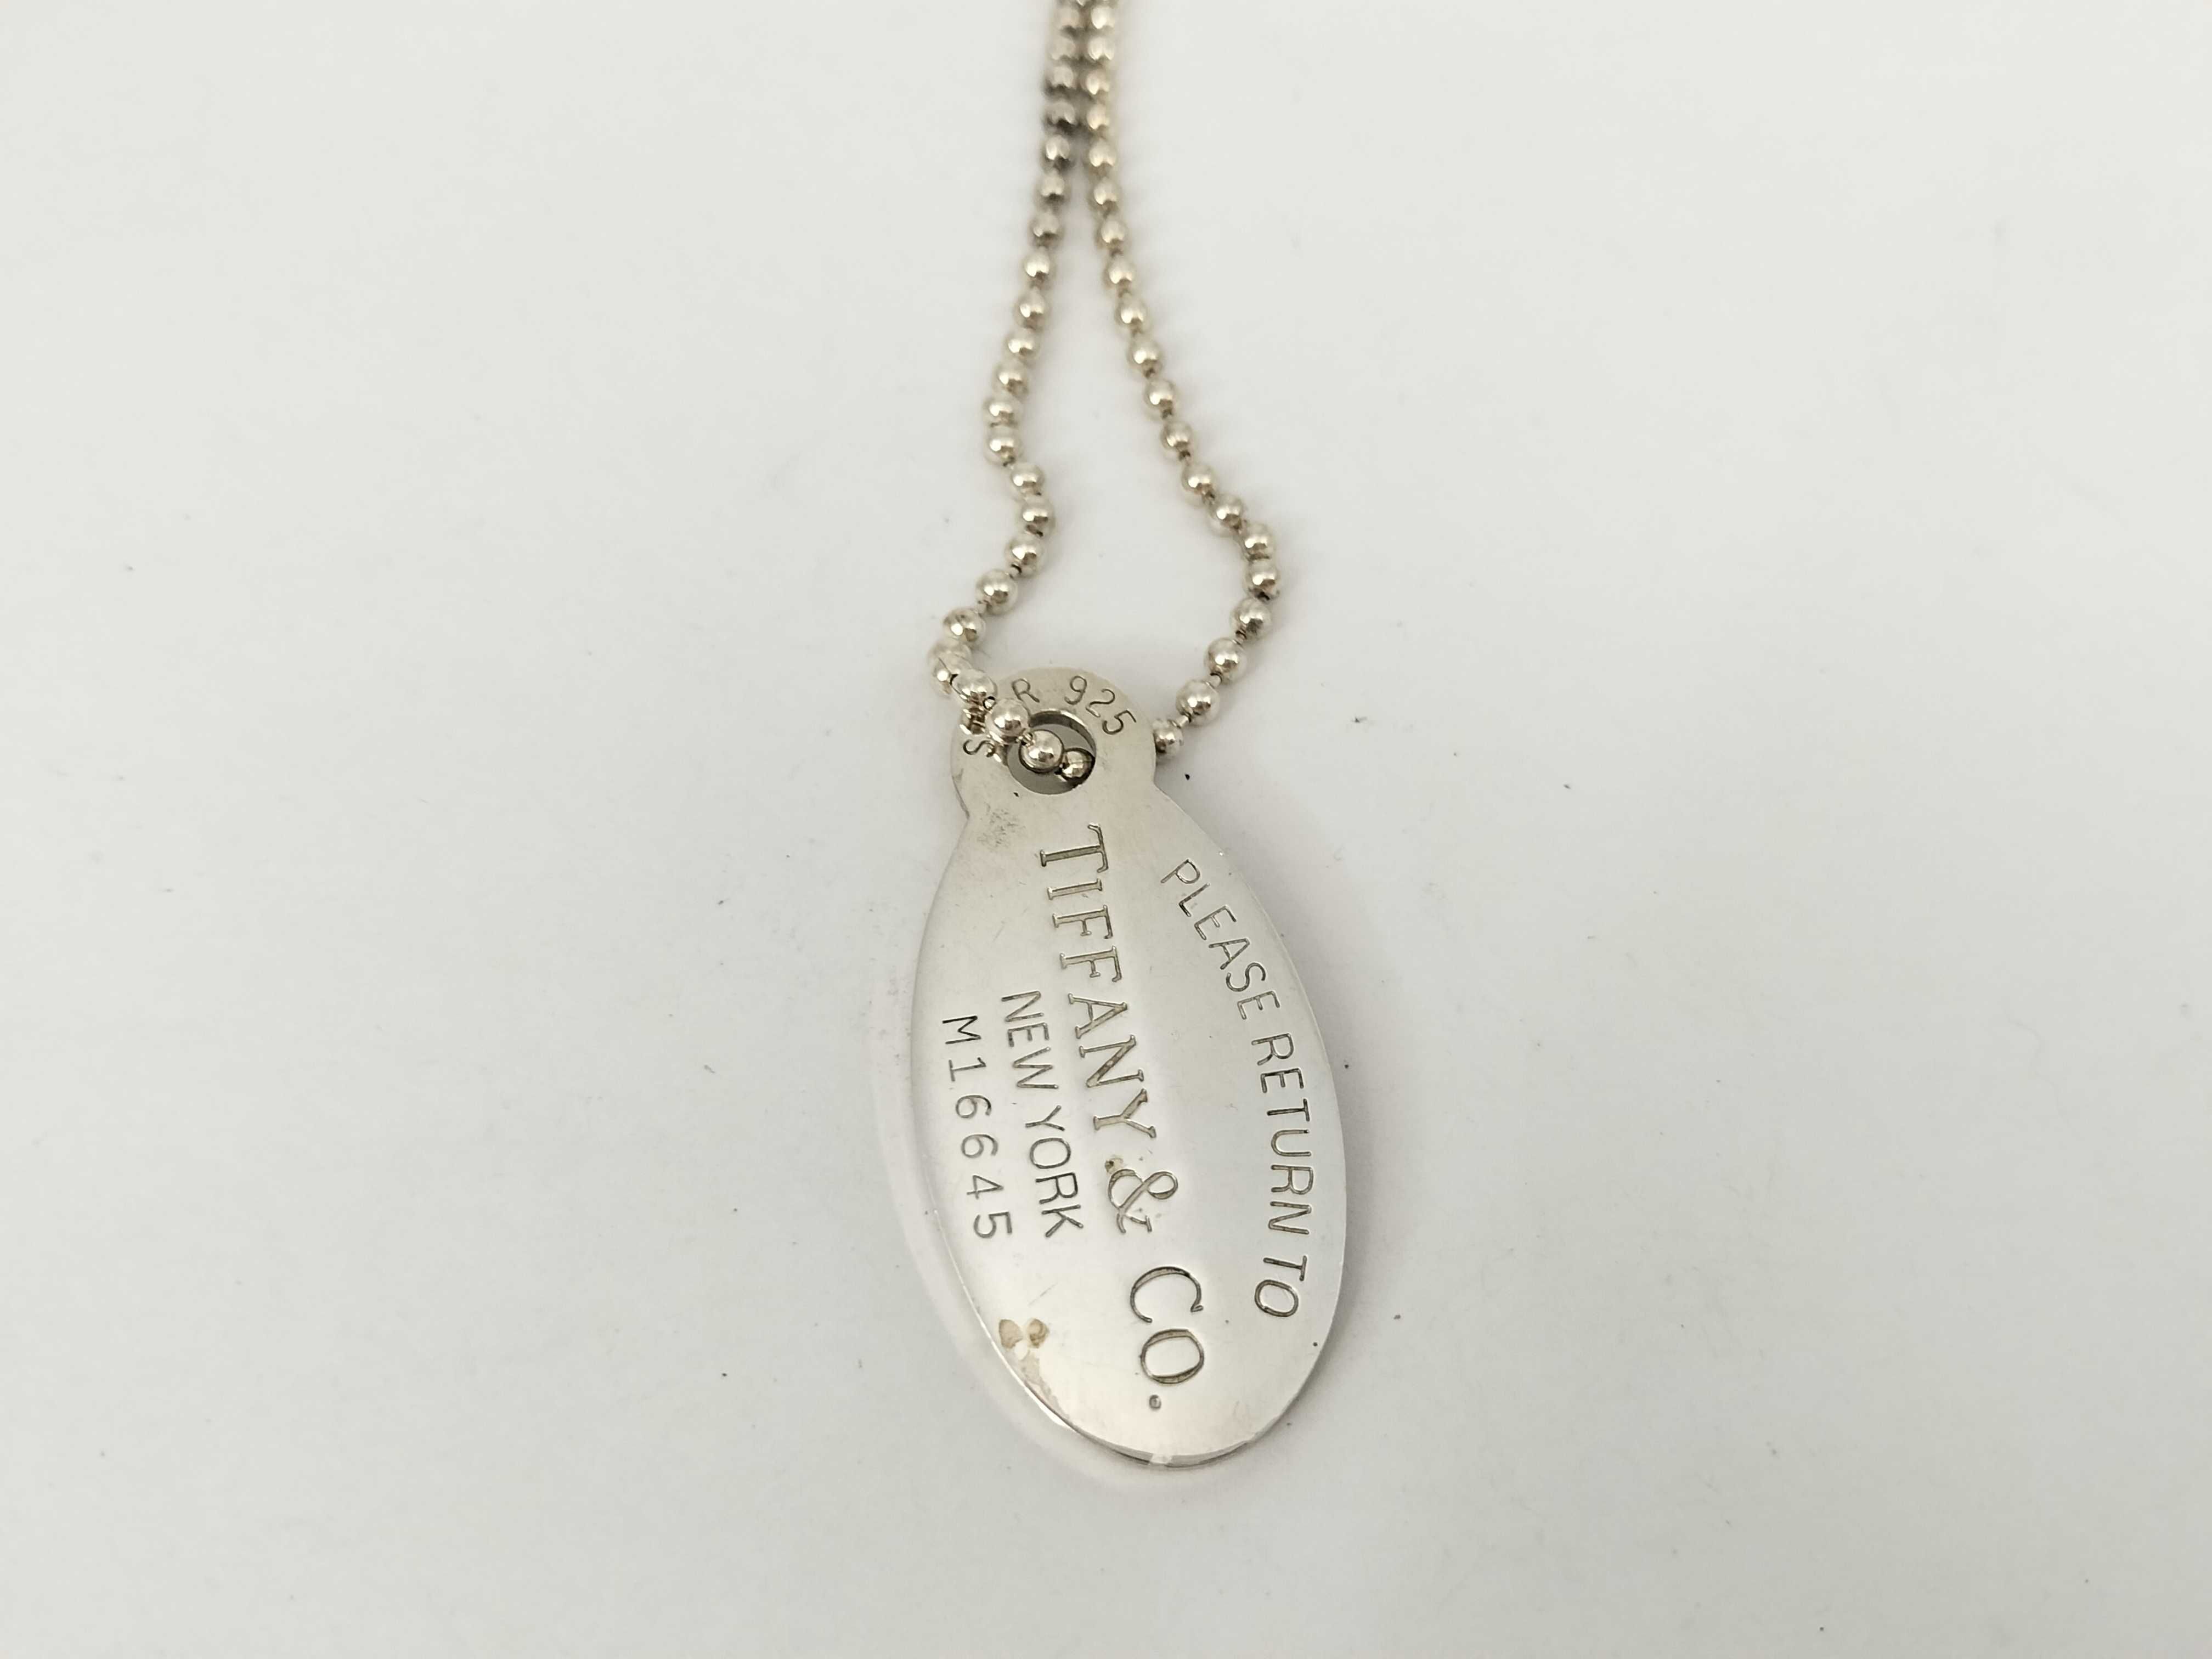 R 925
PLEASE RETURN TO
TIFFANY & CO.
NEW YORK
M16645